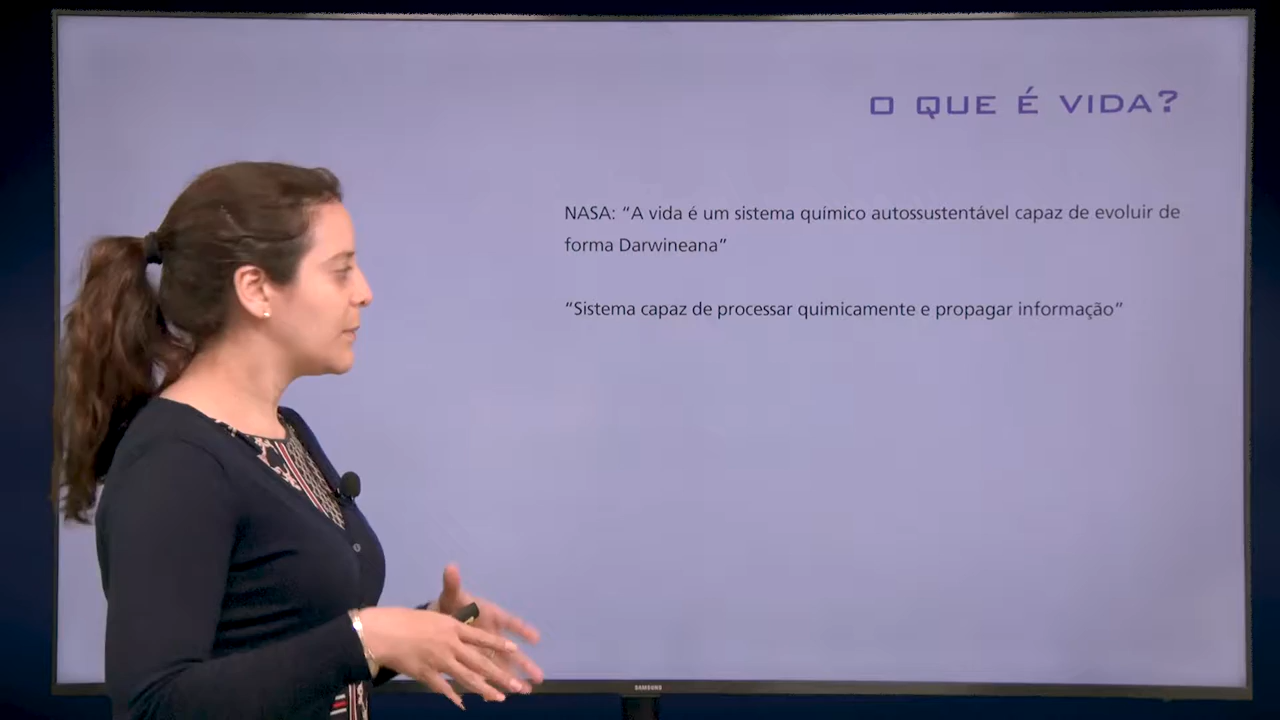 O QUE É VIDA?
NASA: “A vida é um sistema químico autossustentável capaz de evoluir de
forma Darwineana”
“Sistema capaz de processar quimicamente e propagar informação”
SAMSUNG